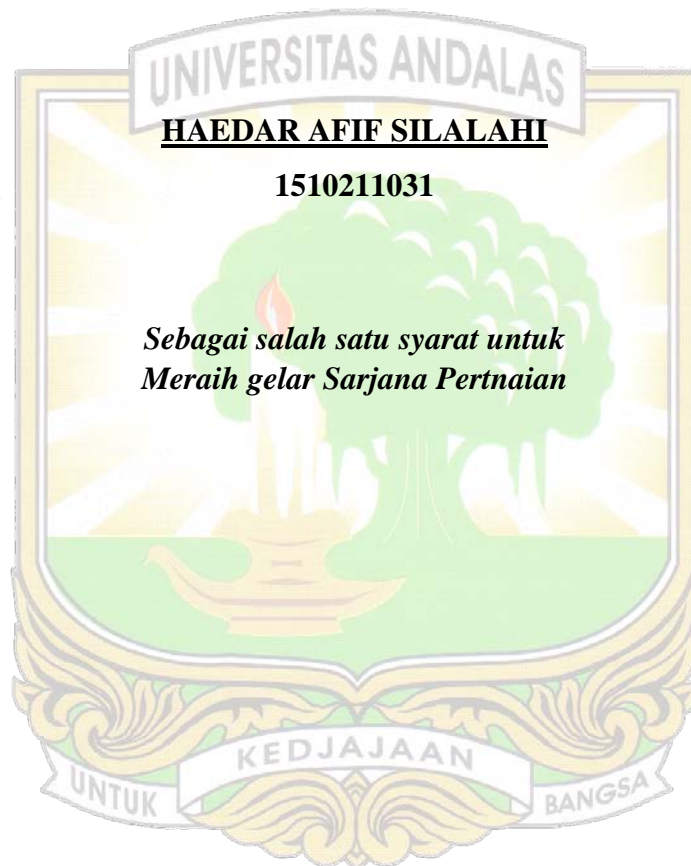 UNIVERSITAS ANDALAS
HAEDAR AFIF SILALAHI
1510211031
Sebagai salah satu syarat untuk
Meraih gelar Sarjana Pertnaian
UNTUK KEDJAJAAN BANGSA